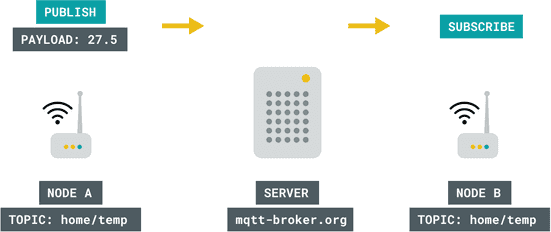 PUBLISH
PAYLOAD: 27.5
SUBSCRIBE
NODE A
TOPIC: home/temp
SERVER
mqtt-broker.org
NODE B
TOPIC: home/temp